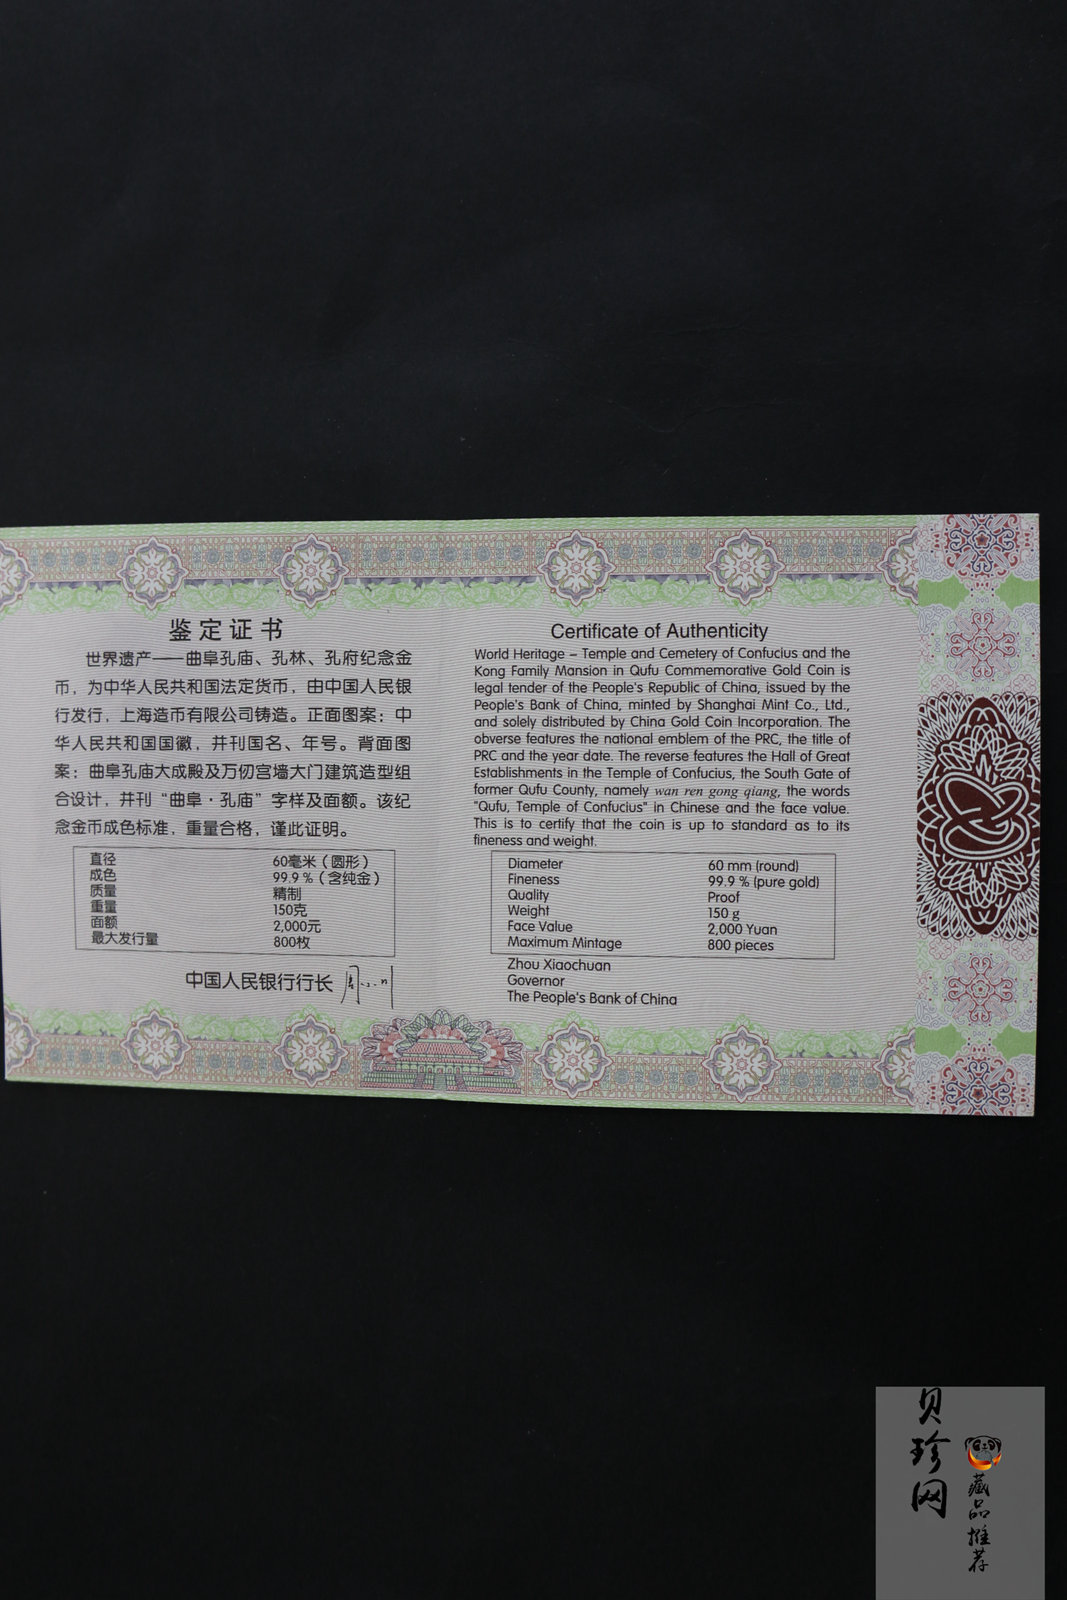 鉴定证书
世界遗产——曲阜孔庙、孔林、孔府纪念金
币，为中华人民共和国法定货币，由中国人民银
行发行，上海造币有限公司铸造。正面图案：中
华人民共和国国徽，并刊国名、年号。背面图
案：曲阜孔庙大成殿及万仞宫墙大门建筑造型组
合设计，并刊“曲阜·孔庙”字样及面额。该纪
念金币成色标准，重量合格，谨此证明。
直径 60毫米（圆形）
成色 99.9％（含纯金）
质量 精制
重量 150克
面额 2,000元
最大发行量 800枚
中国人民银行行长
Certificate of Authenticity
World Heritage – Temple and Cemetery of Confucius and the
Kong Family Mansion in Qufu Commemorative Gold Coin is
legal tender of the People's Republic of China, issued by the
People's Bank of China, minted by Shanghai Mint Co., Ltd.,
and solely distributed by China Gold Coin Incorporation. The
obverse features the national emblem of the PRC, the title of
PRC and the year date. The reverse features the Hall of Great
Establishments in the Temple of Confucius, the South Gate of
former Qufu County, namely wan ren gong qiang, the words
"Qufu, Temple of Confucius" in Chinese and the face value.
This is to certify that the coin is up to standard as to its
fineness and weight.
Diameter 60 mm (round)
Fineness 99.9 % (pure gold)
Quality Proof
Weight 150 g
Face Value 2,000 Yuan
Maximum Mintage 800 pieces
Zhou Xiaochuan
Governor
The People's Bank of China
贝珍网
藏品推荐